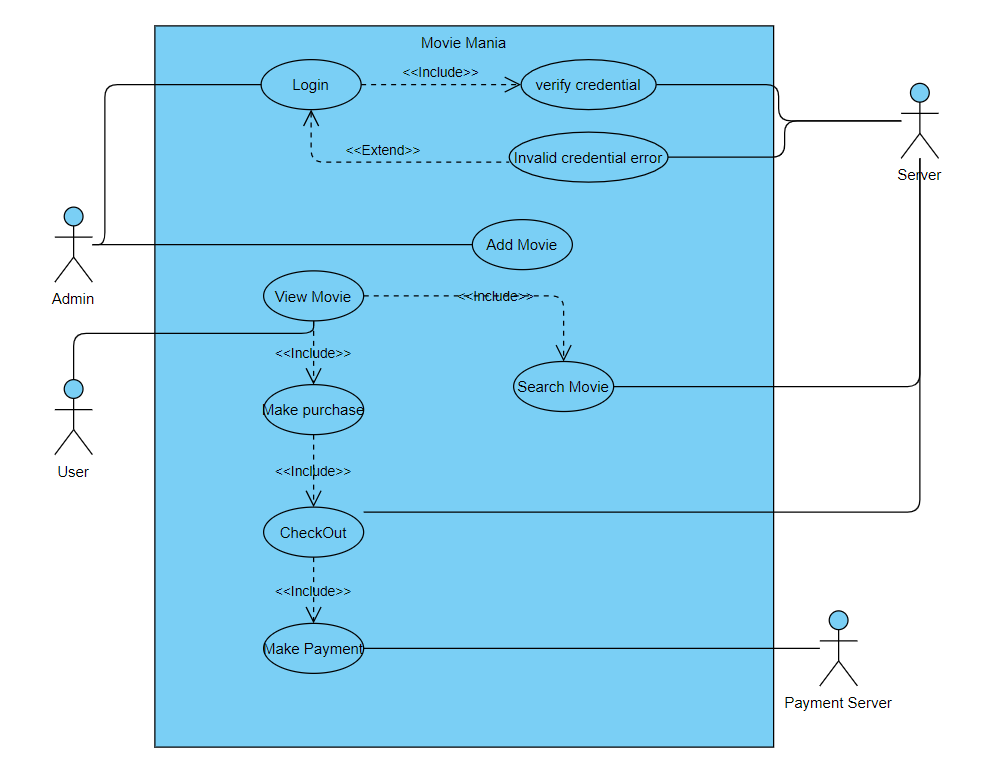 Movie Mania
Login
<<Include>>
verify credential
<<Extend>>
Invalid credential error
Server
Add Movie
Admin
View Movie
<<Include>>
<<Include>>
Search Movie
Make purchase
User
<<Include>>
CheckOut
<<Include>>
Make Payment
Payment Server